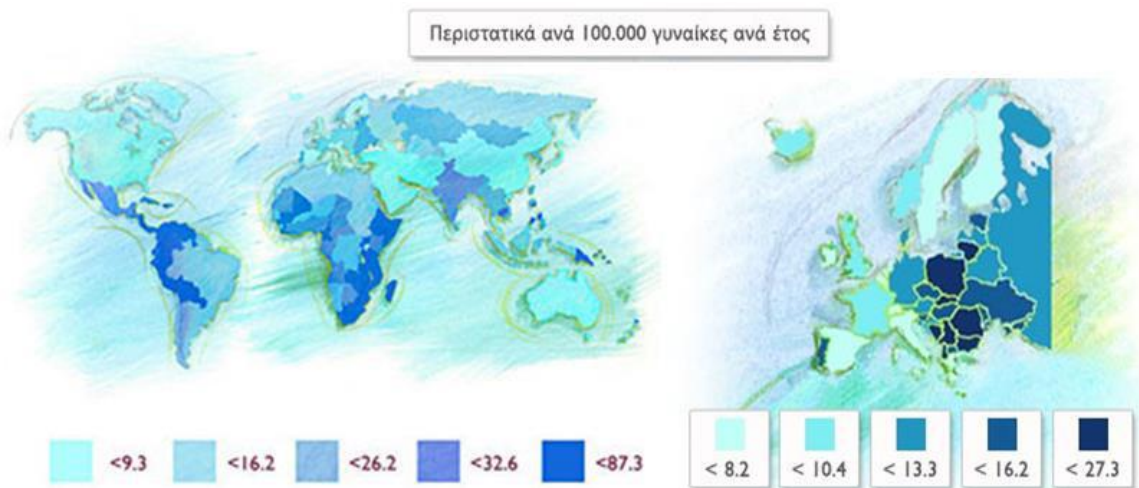 Περιστατικά ανά 100.000 γυναίκες ανά έτος
<9.3 <16.2 <26.2 <32.6 <87.3
< 8.2 < 10.4 < 13.3 < 16.2 < 27.3